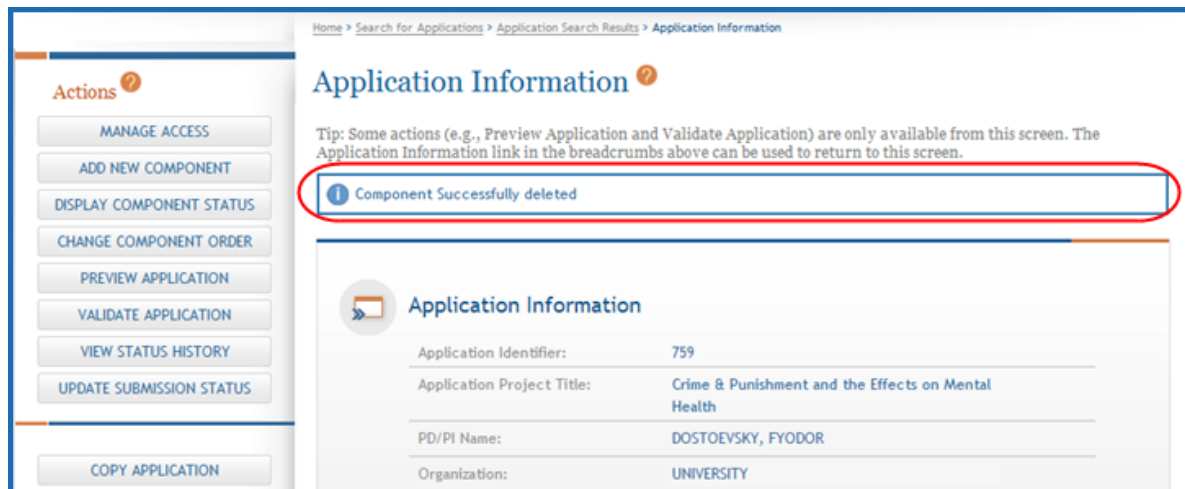 Home > Search for Applications > Application Search Results > Application Information
Actions ?
MANAGE ACCESS
ADD NEW COMPONENT
DISPLAY COMPONENT STATUS
CHANGE COMPONENT ORDER
PREVIEW APPLICATION
VALIDATE APPLICATION
VIEW STATUS HISTORY
UPDATE SUBMISSION STATUS
COPY APPLICATION
Application Information ?
Tip: Some actions (e.g., Preview Application and Validate Application) are only available from this screen. The
Application Information link in the breadcrumbs above can be used to return to this screen.
i Component Successfully deleted
Application Information
Application Identifier: 759
Application Project Title: Crime & Punishment and the Effects on Mental
Health
PD/PI Name: DOSTOEVSKY, FYODOR
Organization: UNIVERSITY